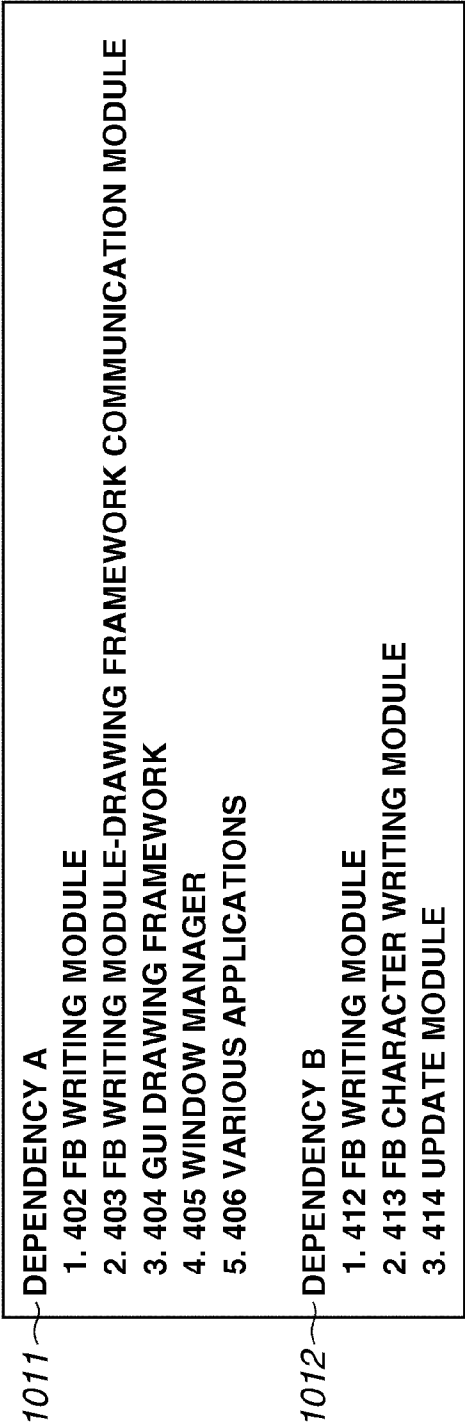 1011 DEPENDENCY A
1. 402 FB WRITING MODULE
2. 403 FB WRITING MODULE-DRAWING FRAMEWORK COMMUNICATION MODULE
3. 404 GUI DRAWING FRAMEWORK
4. 405 WINDOW MANAGER
5. 406 VARIOUS APPLICATIONS
1012 DEPENDENCY B
1. 412 FB WRITING MODULE
2. 413 FB CHARACTER WRITING MODULE
3. 414 UPDATE MODULE